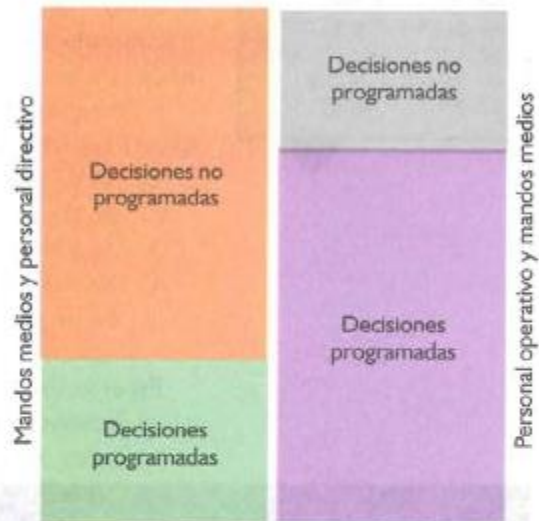 Mandos medios y personal directivo
Decisiones no
programadas
Decisiones
programadas
Decisiones no
programadas
Decisiones
programadas
Personal operativo y mandos medios